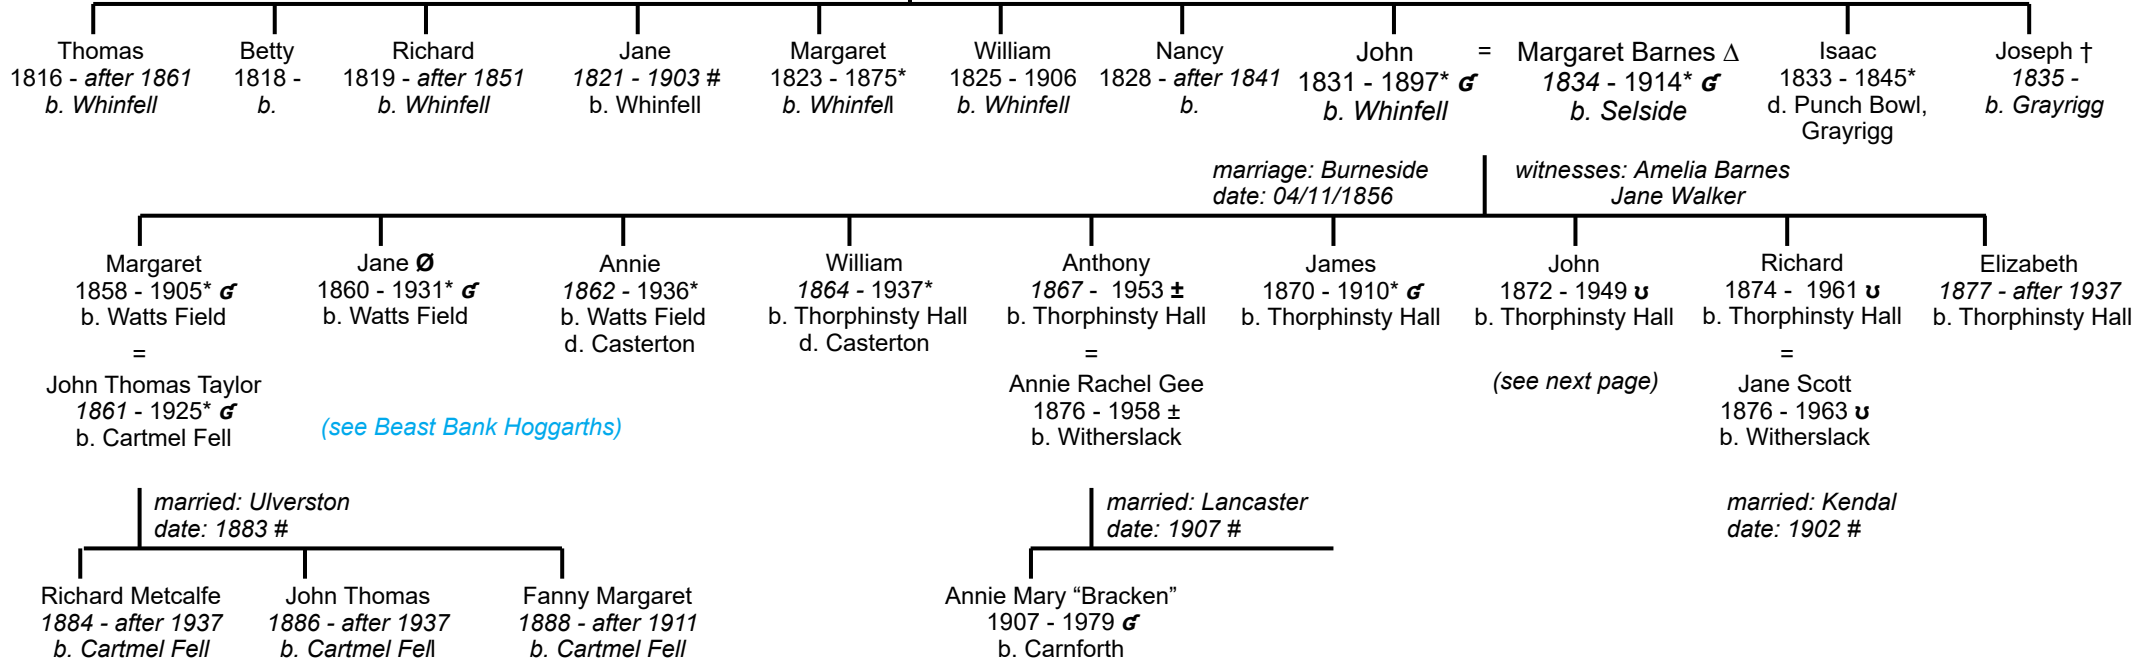 Thomas
1816 - after 1861
b. Whinfell
Betty
1818 -
b.
Richard
1819 - after 1851
b. Whinfell
Jane
1821 - 1903 #
b. Whinfell
Margaret
1823 - 1875*
b. Whinfell
William
1825 - 1906
b. Whinfell
Nancy
1828 - after 1841
b.
John
1831 - 1897* ɠ
b. Whinfell
=
Margaret Barnes Δ
1834 - 1914* ɠ
b. Selside
Isaac
1833 - 1845*
d. Punch Bowl,
Grayrigg
Joseph †
1835 -
b. Grayrigg
marriage: Burneside
date: 04/11/1856
witnesses: Amelia Barnes
Jane Walker
Margaret
1858 - 1905* ɠ
b. Watts Field
=
John Thomas Taylor
1861 - 1925* ɠ
b. Cartmel Fell
Jane Ø
1860 - 1931* ɠ
b. Watts Field
(see Beast Bank Hoggarths)
Annie
1862 - 1936*
b. Watts Field
d. Casterton
William
1864 - 1937*
b. Thorphinsty Hall
d. Casterton
Anthony
1867 - 1953 ±
b. Thorphinsty Hall
=
Annie Rachel Gee
1876 - 1958 ±
b. Witherslack
James
1870 - 1910* ɠ
b. Thorphinsty Hall
John
1872 - 1949 ʊ
b. Thorphinsty Hall
(see next page)
Richard
1874 - 1961 ʊ
b. Thorphinsty Hall
=
Jane Scott
1876 - 1963 ʊ
b. Witherslack
Elizabeth
1877 - after 1937
b. Thorphinsty Hall
married: Ulverston
date: 1883 #
married: Lancaster
date: 1907 #
married: Kendal
date: 1902 #
Richard Metcalfe
1884 - after 1937
b. Cartmel Fell
John Thomas
1886 - after 1937
b. Cartmel Fell
Fanny Margaret
1888 - after 1911
b. Cartmel Fell
Annie Mary “Bracken”
1907 - 1979 ɠ
b. Carnforth